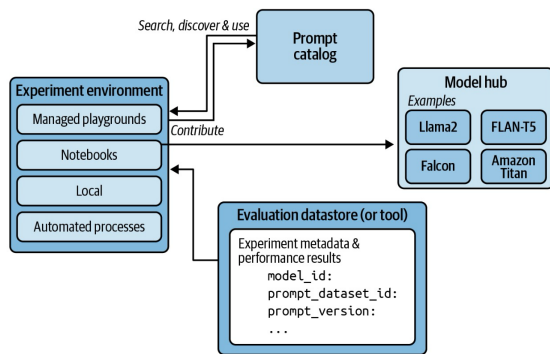 Search, discover & use
Prompt
catalog
Experiment environment
Managed playgrounds
Notebooks
Local
Automated processes
Contribute
Model hub
Examples
Llama2
FLAN-T5
Falcon
Amazon
Titan
Evaluation datastore (or tool)
Experiment metadata &
performance results
model_id:
prompt_dataset_id:
prompt_version:
...